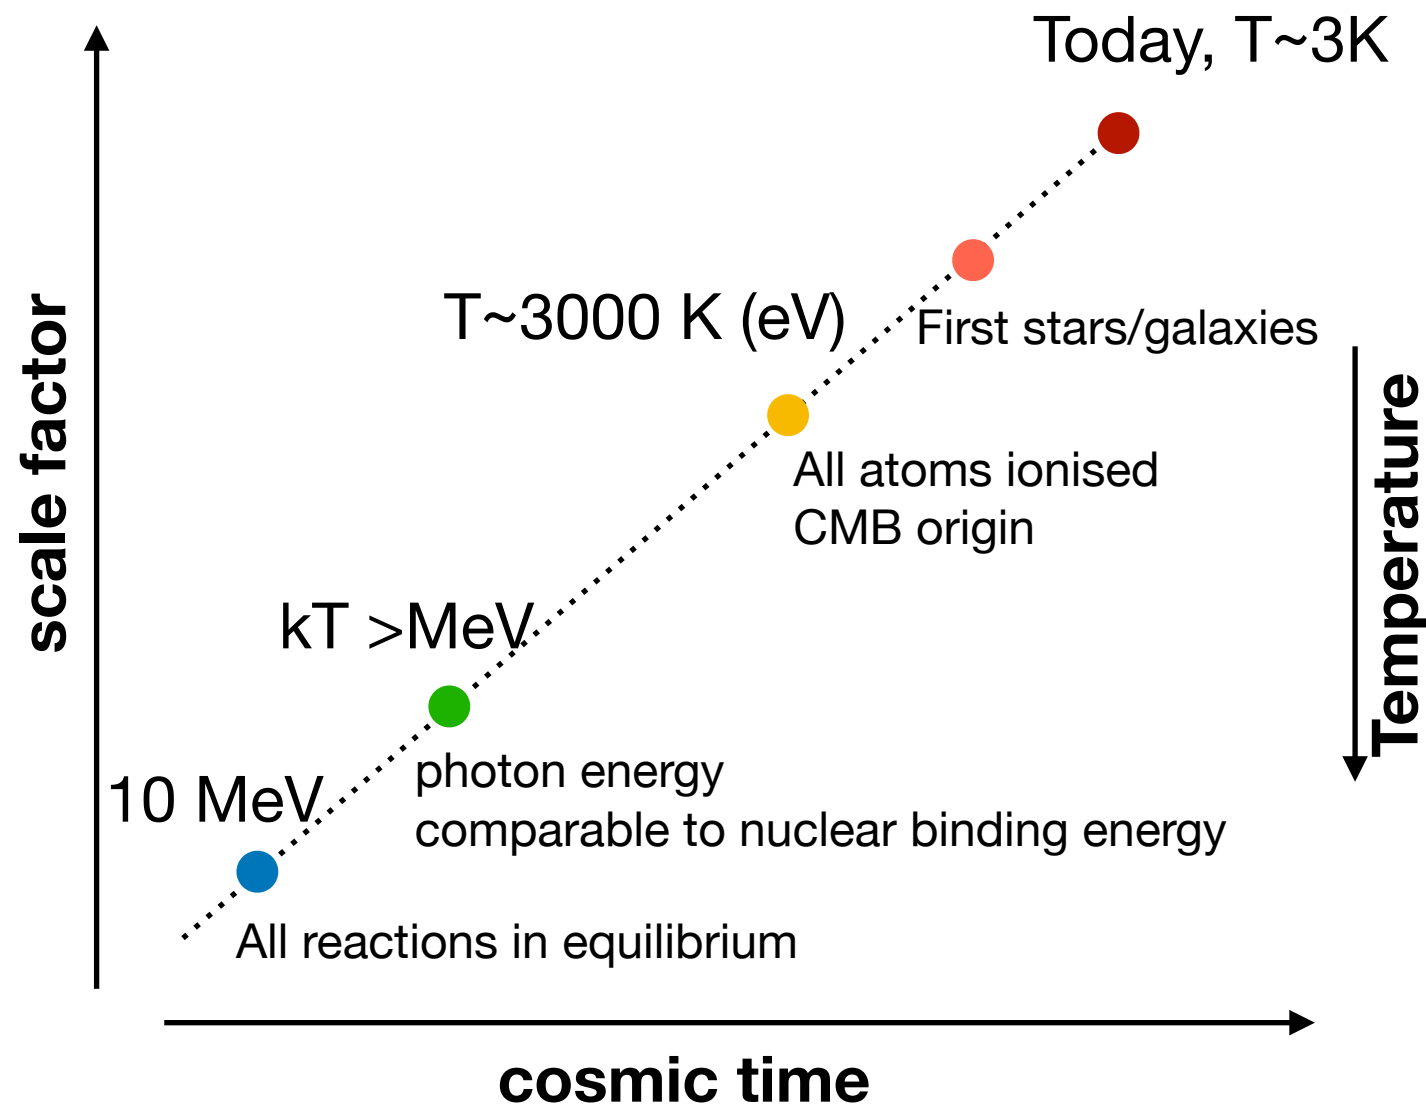 Today, T~3K
T~3000 K (eV)
First stars/galaxies
All atoms ionised
CMB origin
kT >MeV
photon energy
comparable to nuclear binding energy
10 MeV
All reactions in equilibrium
scale factor
cosmic time
Temperature